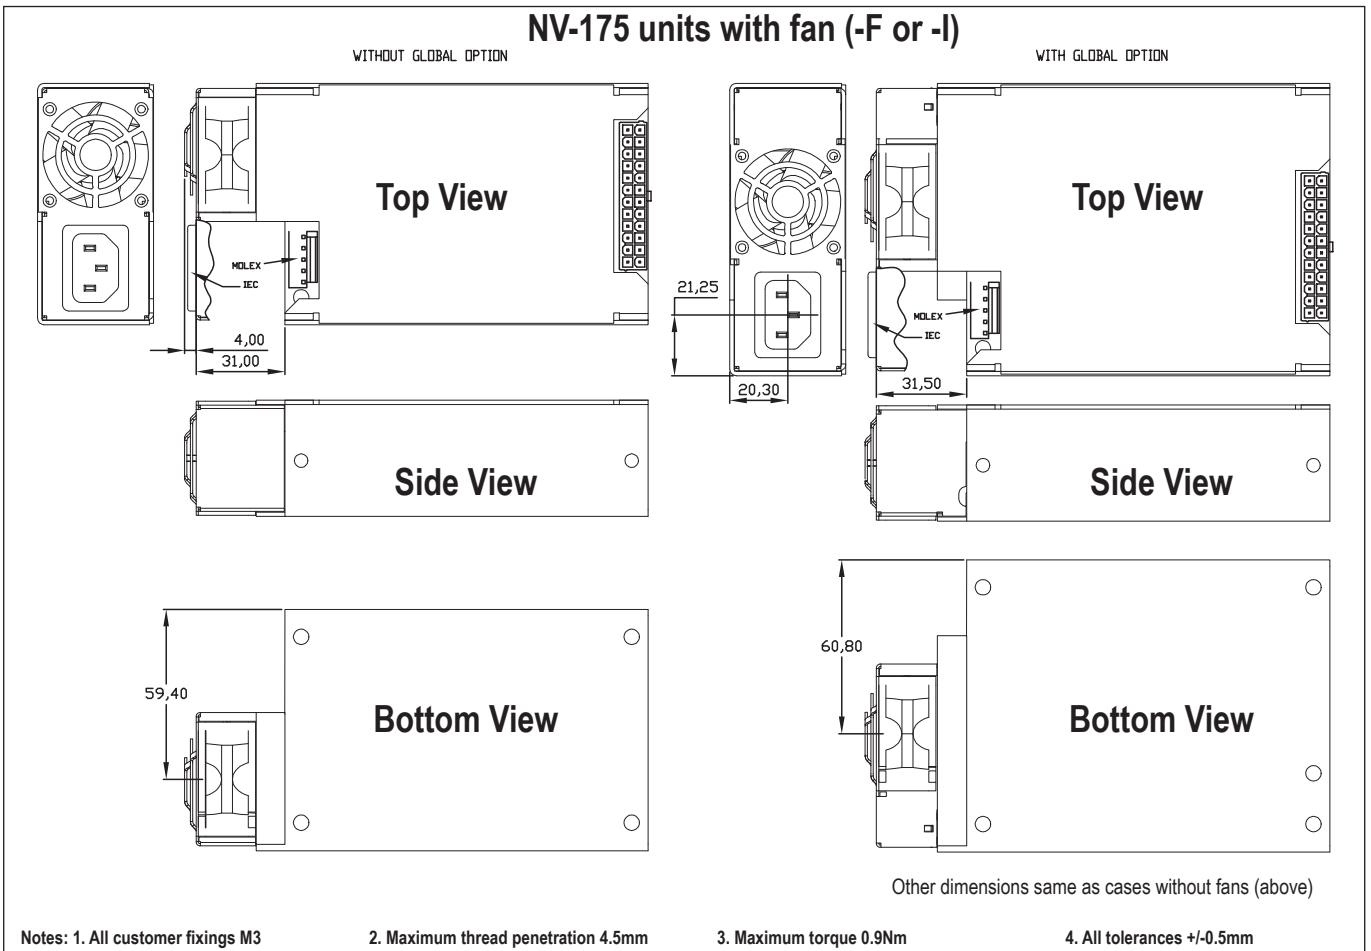 NV-175 units with fan (-F or -I)
WITHOUT GLOBAL OPTION
WITH GLOBAL OPTION
Top View
MOLEX
IEC
4,00
31,00
Top View
MOLEX
IEC
21,25
20,30
31,50
Side View
Side View
59,40
Bottom View
60,80
Bottom View
Other dimensions same as cases without fans (above)
Notes: 1. All customer fixings M3 2. Maximum thread penetration 4.5mm 3. Maximum torque 0.9Nm 4. All tolerances +/-0.5mm